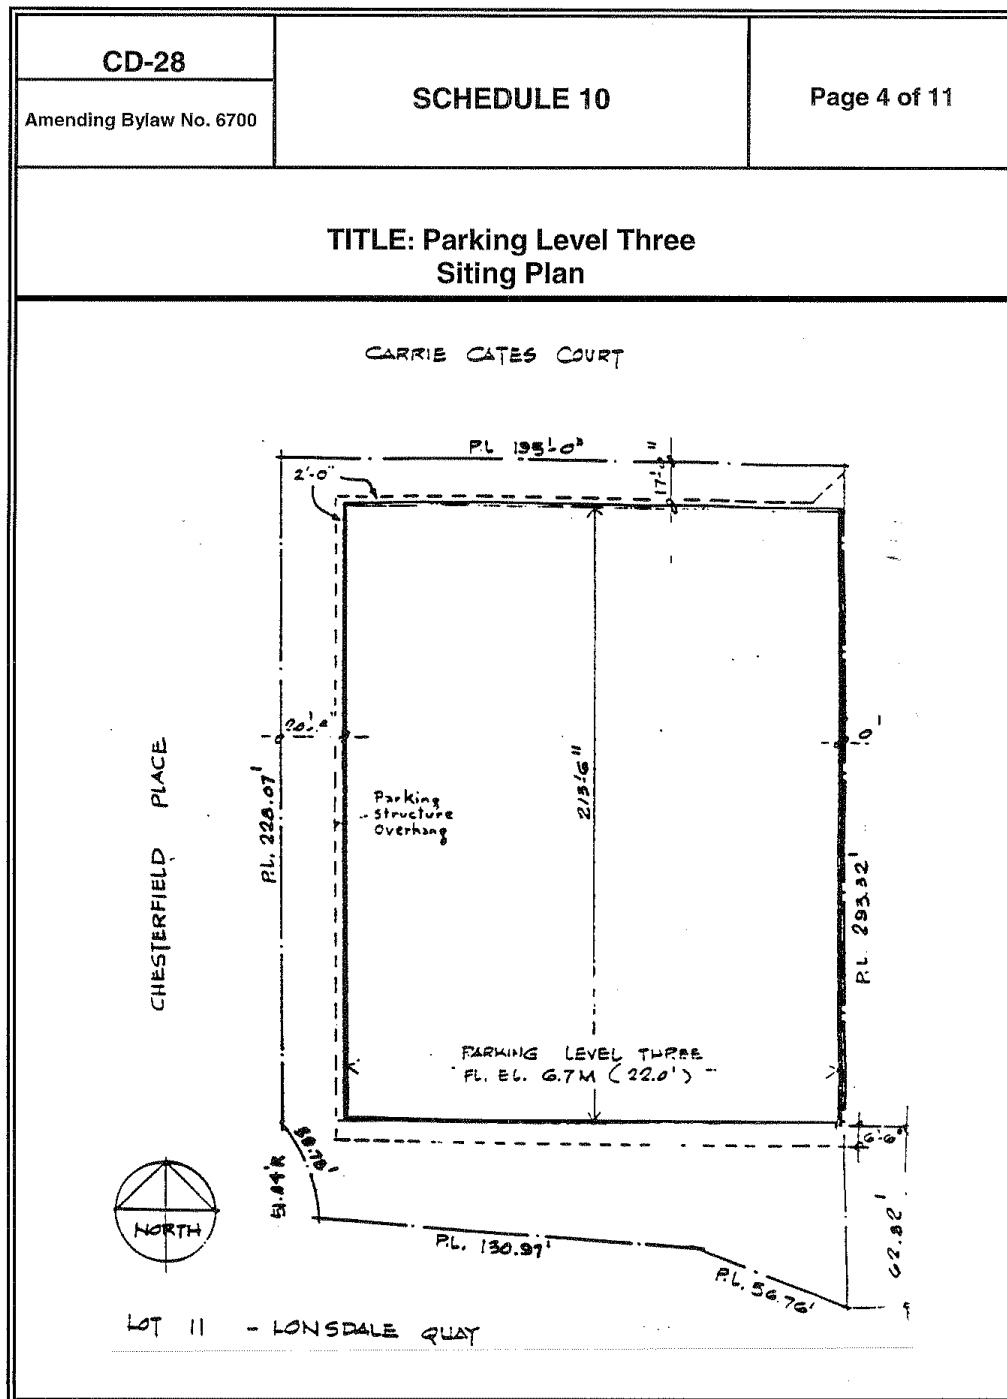 CD-28
Amending Bylaw No. 6700
SCHEDULE 10
Page 4 of 11
TITLE: Parking Level Three
Siting Plan
CARRIE CATES COURT
P.L. 195'-0"
2'-0"
17'-0"
CHESTERFIELD PLACE
P.L. 228.07'
Parking
Structure
Overhang
213'-6"
0
P.L. 293.32'
PARKING LEVEL THREE
FL. EL. 6.7M (22.0')
6'-6"
62.82'
NORTH
P.L. 130.97'
P.L. 56.76'
LOT 11 - LONSDALE QUAY